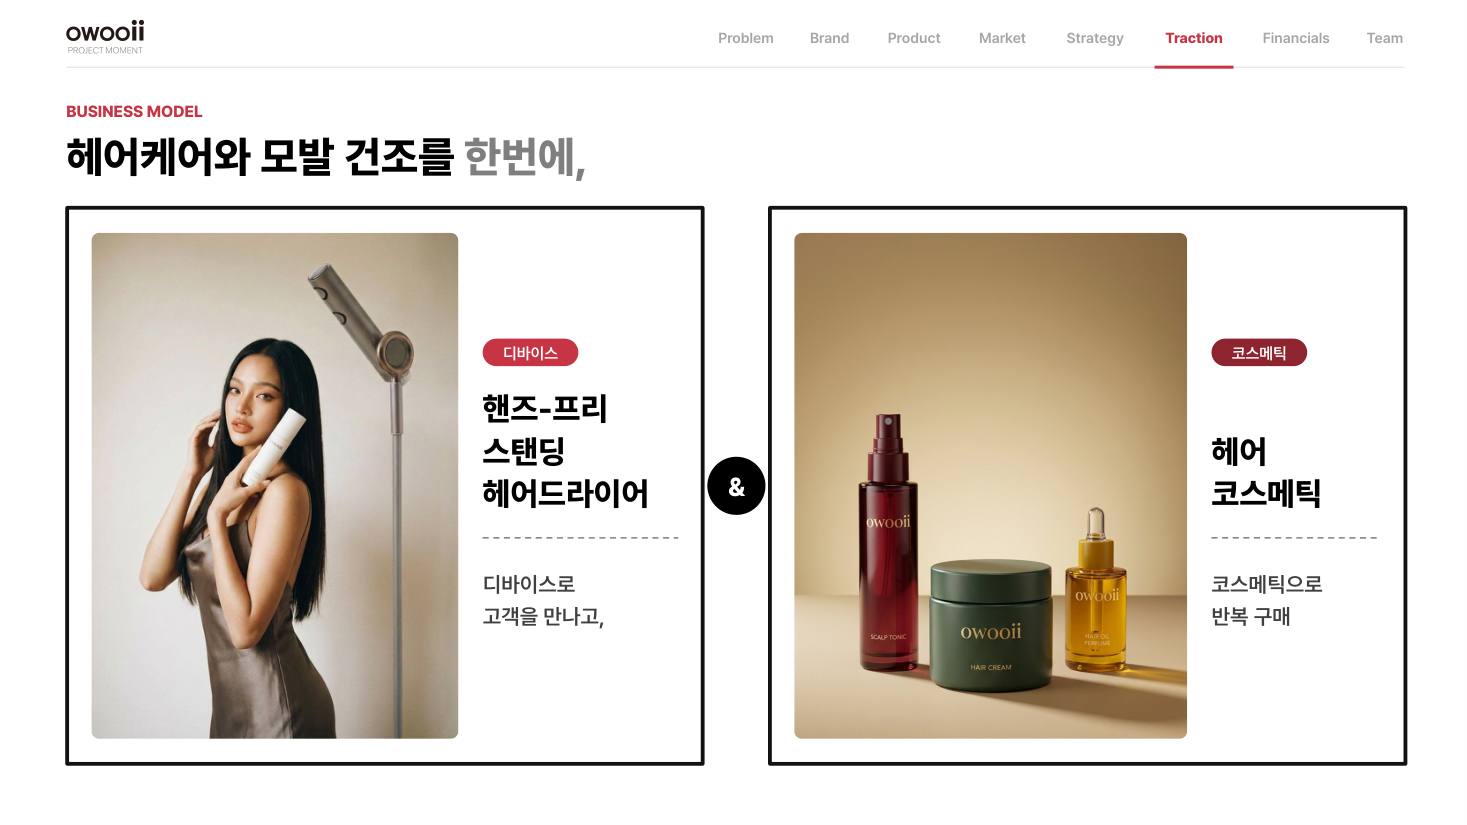 owooii
PROJECT MOMENT
Problem Brand Product Market Strategy Traction Financials Team
BUSINESS MODEL
헤어케어와 모발 건조를 한번에,
디바이스
핸즈-프리
스탠딩
헤어드라이어
디바이스로
고객을 만나고,
&
owooii
SCALP TONIC
owooii
HAIR CREAM
owooii
HAIR OIL
PERFUME
코스메틱
헤어
코스메틱
코스메틱으로
반복 구매